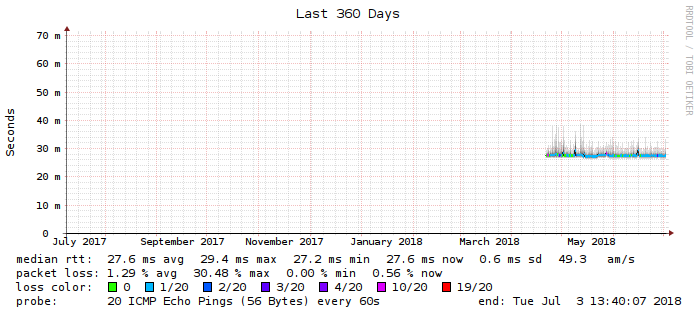 Last 360 Days
RRDTOOL / TOBI OETIKER
Seconds
70 m
60 m
50 m
40 m
30 m
20 m
10 m
0
July 2017 September 2017 November 2017 January 2018 March 2018 May 2018
median rtt: 27.6 ms avg 29.4 ms max 27.2 ms min 27.6 ms now 0.6 ms sd 49.3 am/s
packet loss: 1.29 % avg 30.48 % max 0.00 % min 0.56 % now
loss color: 0 1/20 2/20 3/20 4/20 10/20 19/20
probe: 20 ICMP Echo Pings (56 Bytes) every 60s end: Tue Jul 3 13:40:07 2018